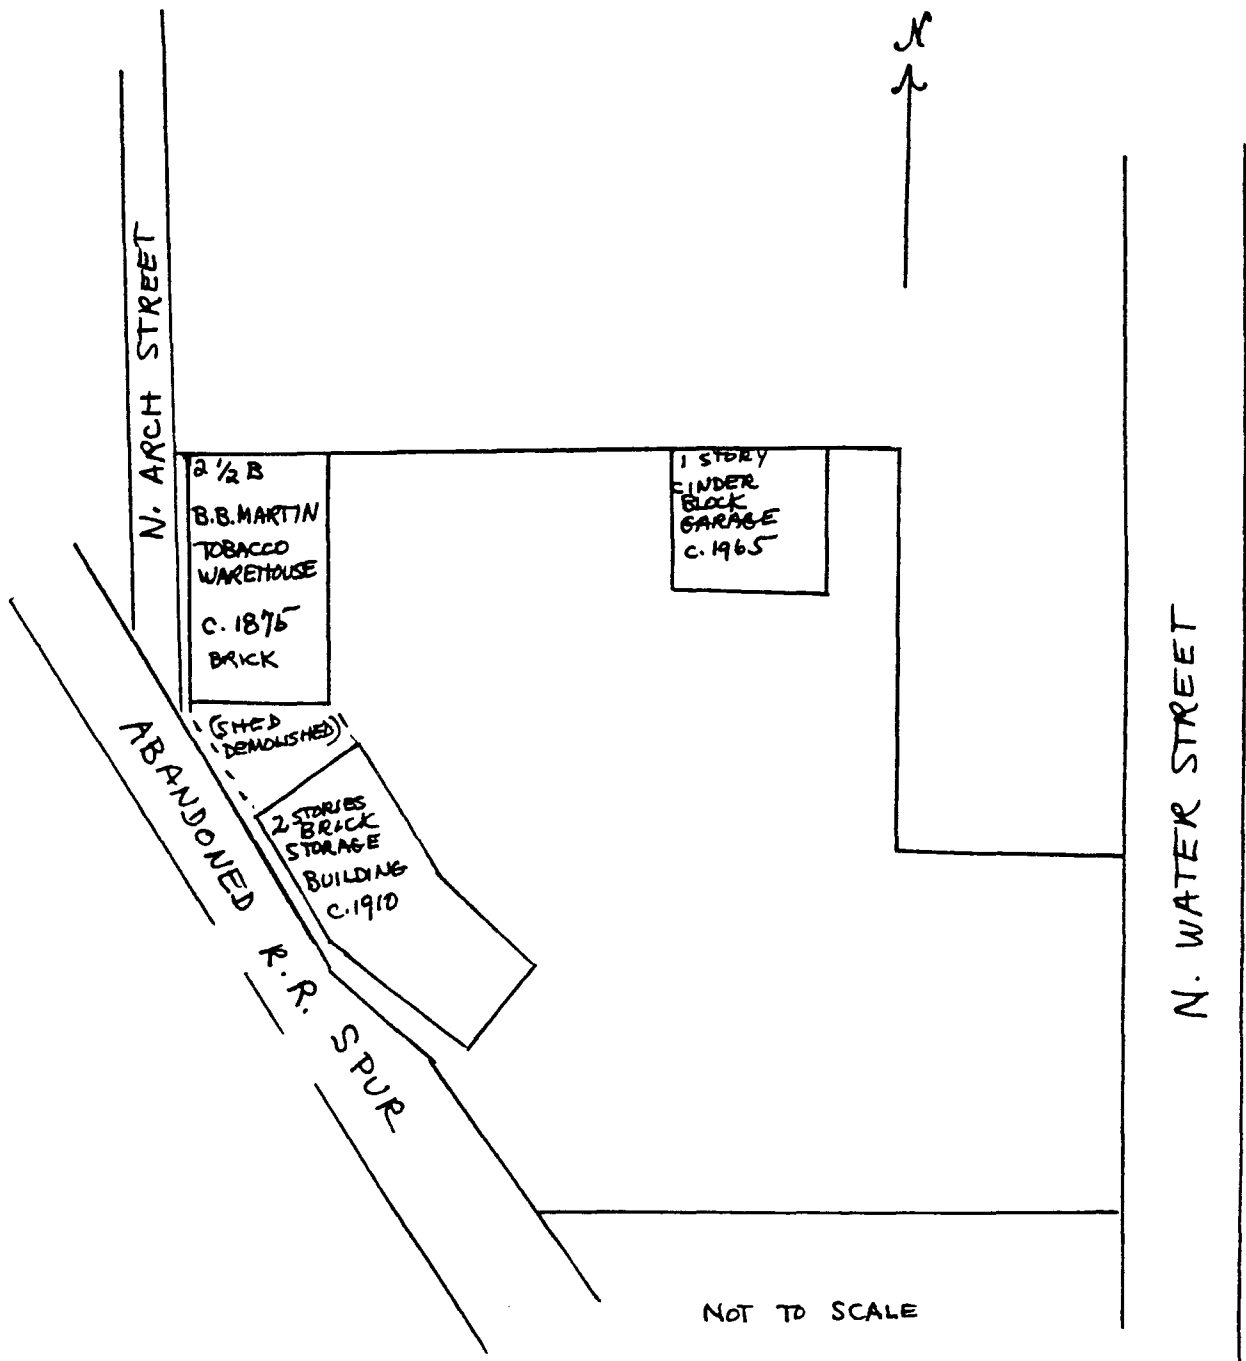 N
N. ARCH STREET
2 1/2 B
B.B. MARTIN
TOBACCO
WAREHOUSE
C. 1875
BRICK
1 STORY
CINDER
BLOCK
GARAGE
C. 1965
(SHED
DEMOLISHED)
2 STORIES
BRICK
STORAGE
BUILDING
C. 1910
ABANDONED R.R. SPUR
N. WATER STREET
NOT TO SCALE